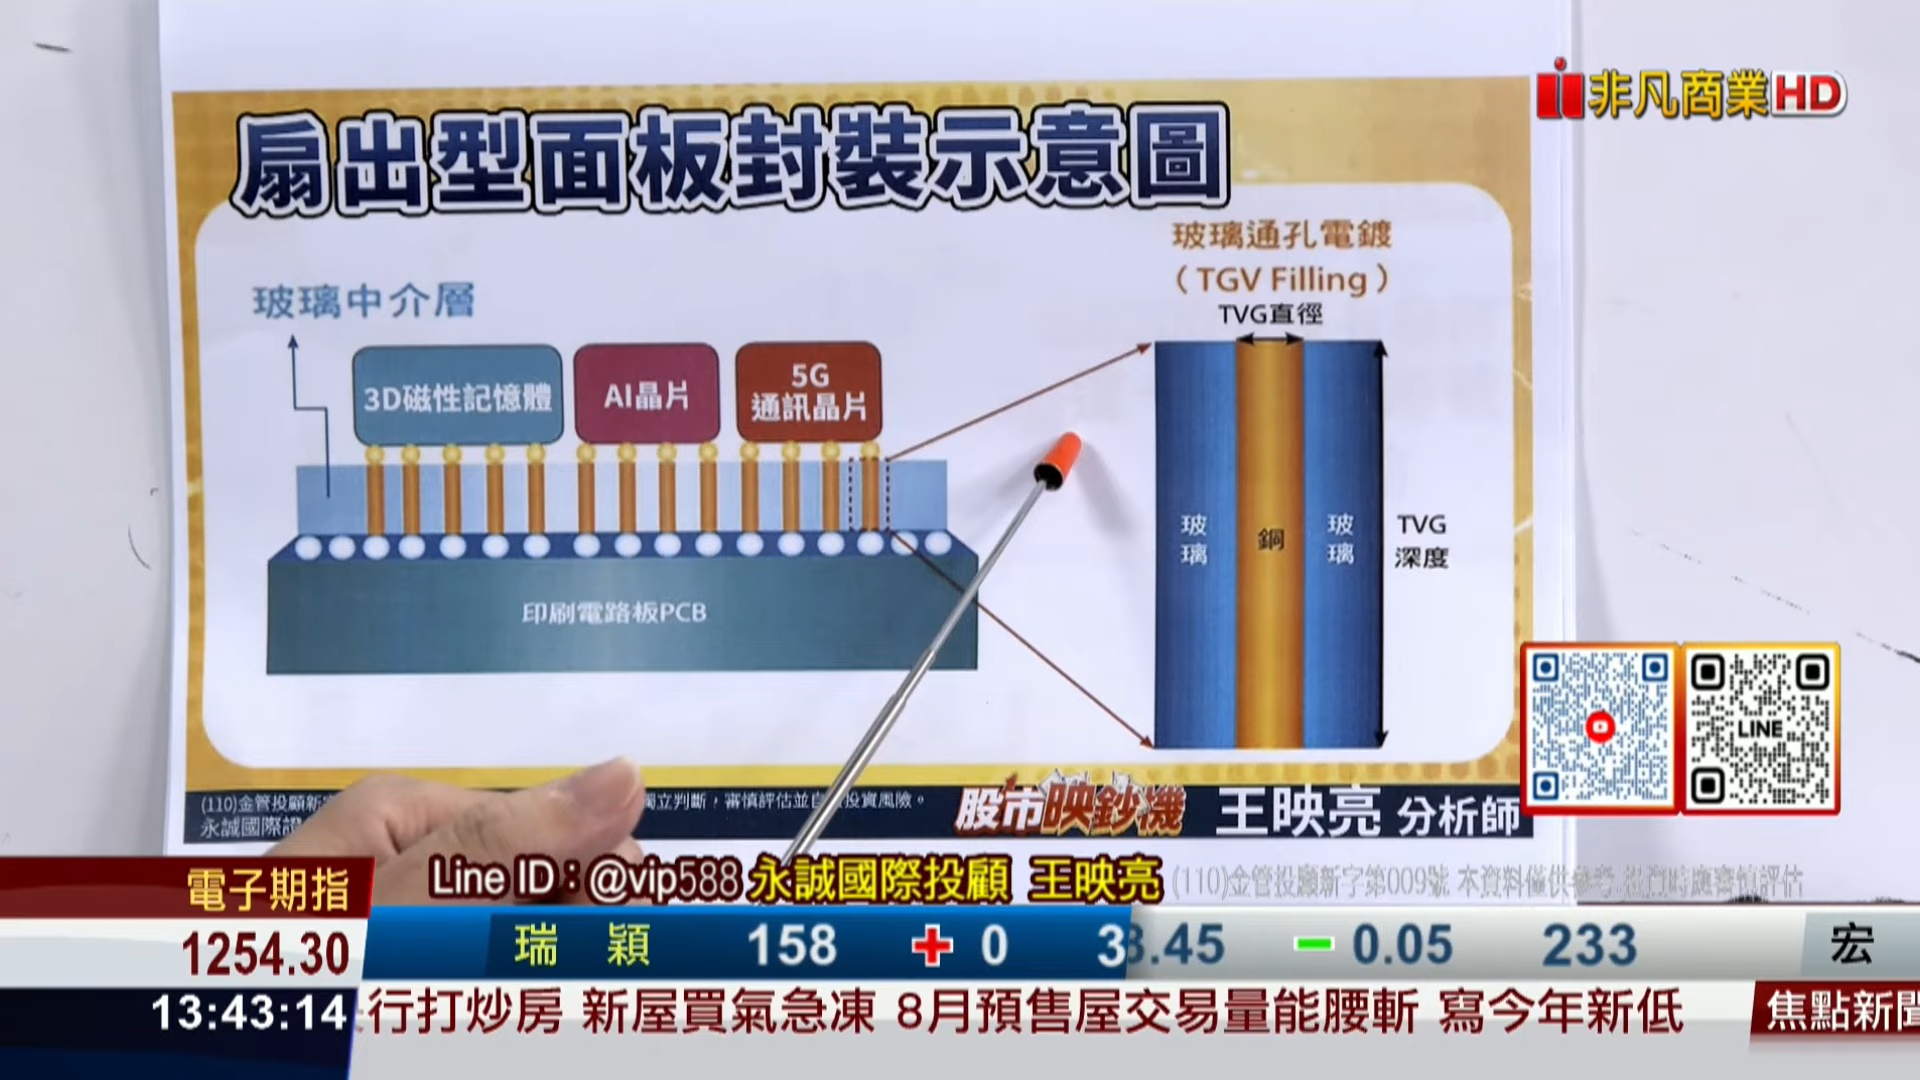 非凡商業HD
扇出型面板封裝示意圖
玻璃通孔電鍍
（TGV Filling）
TVG直徑
玻璃中介層
3D磁性記憶體
AI晶片
5G
通訊晶片
玻璃
銅
玻璃
TVG
深度
印刷電路板PCB
LINE
(110)金管投顧新
獨立判斷，審慎評估並自
投資風險。
永誠國際
股市映鈔機
王映亮 分析師
Line ID：@vip588 永誠國際投顧 王映亮
(110)金管投顧新字第009號 本資料僅供參考
電子期指
1254.30
瑞穎 158 0 3
3.45 0.05 233
宏
13:43:14
行打炒房 新屋買氣急凍 8月預售屋交易量能腰斬 寫今年新低
焦點新聞